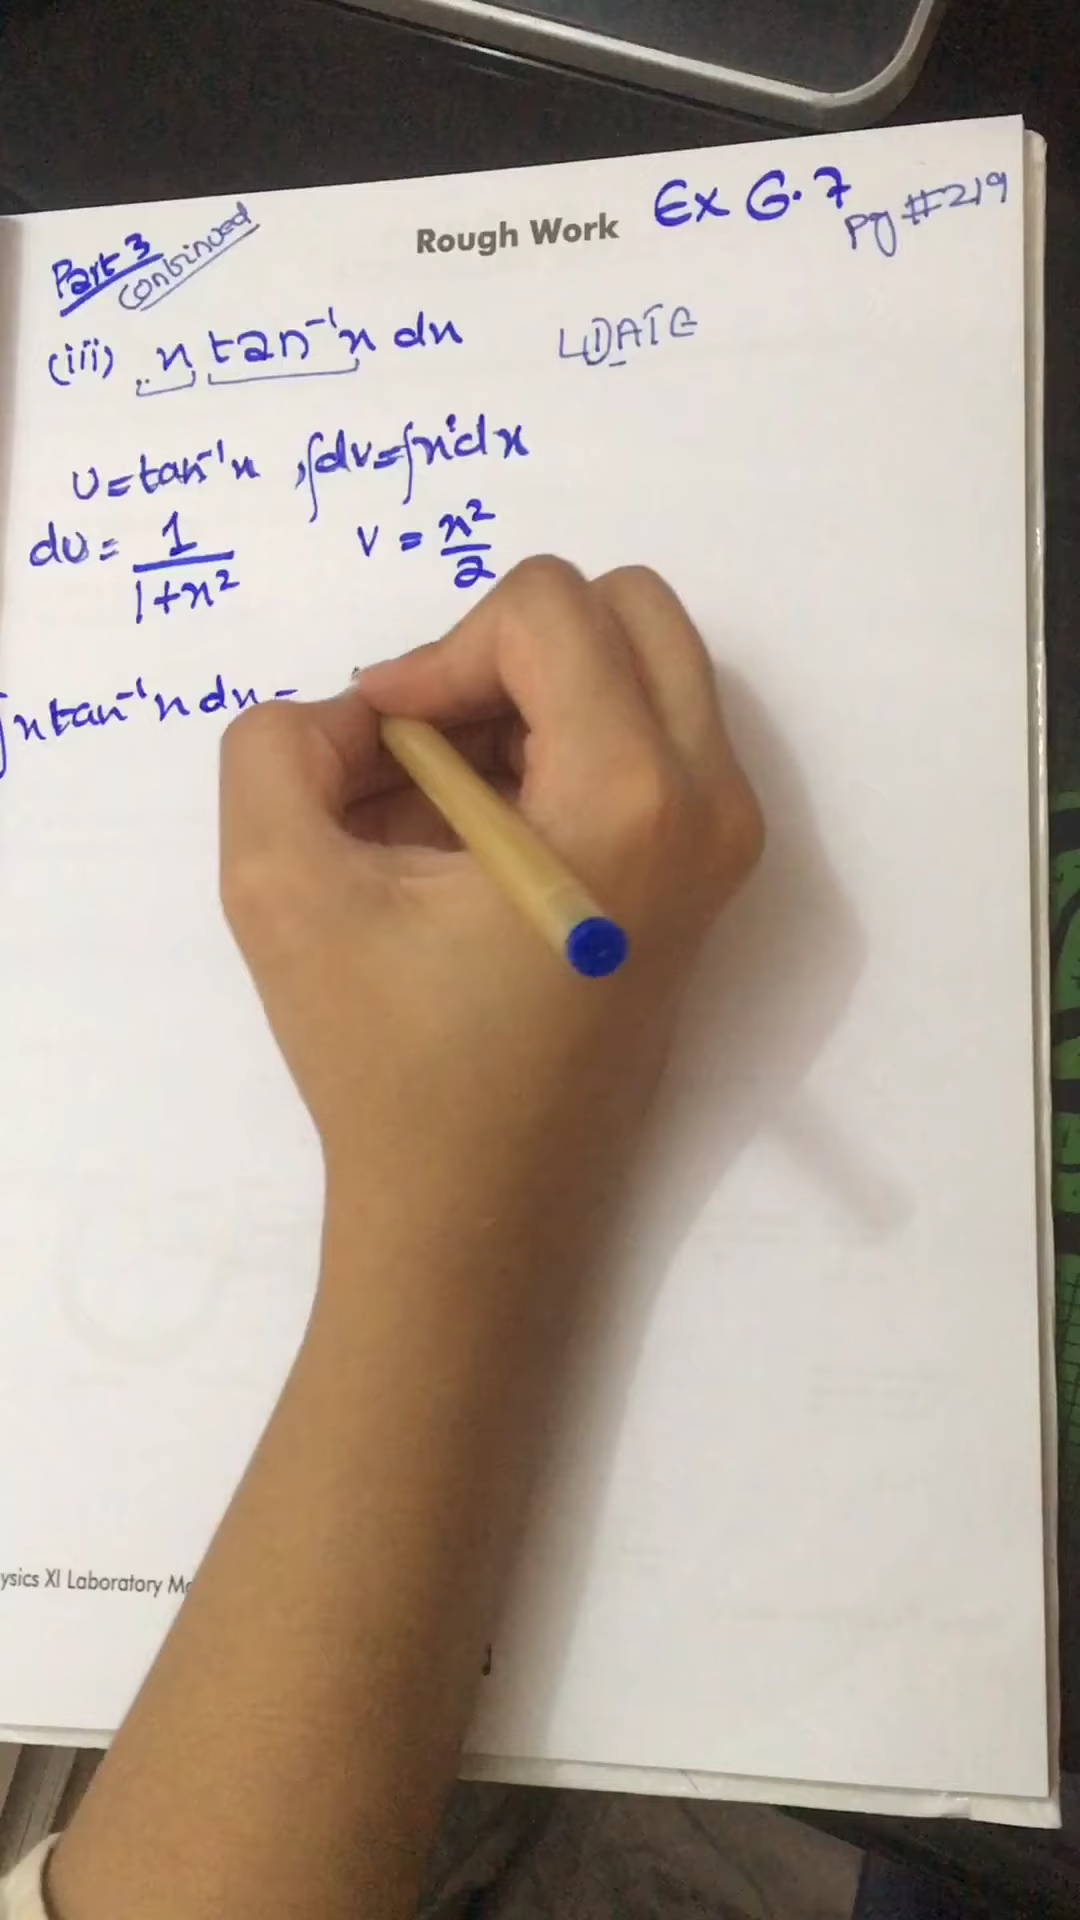 Part 3 continued
Rough Work Ex 6.7 pg #219
(iii) x tan⁻¹x dx LIATE
u=tan⁻¹x , ∫dv=∫x'dx
du= 1/1+x² v = x²/2
∫x tan⁻¹x dx =
ysics XI Laboratory Ma